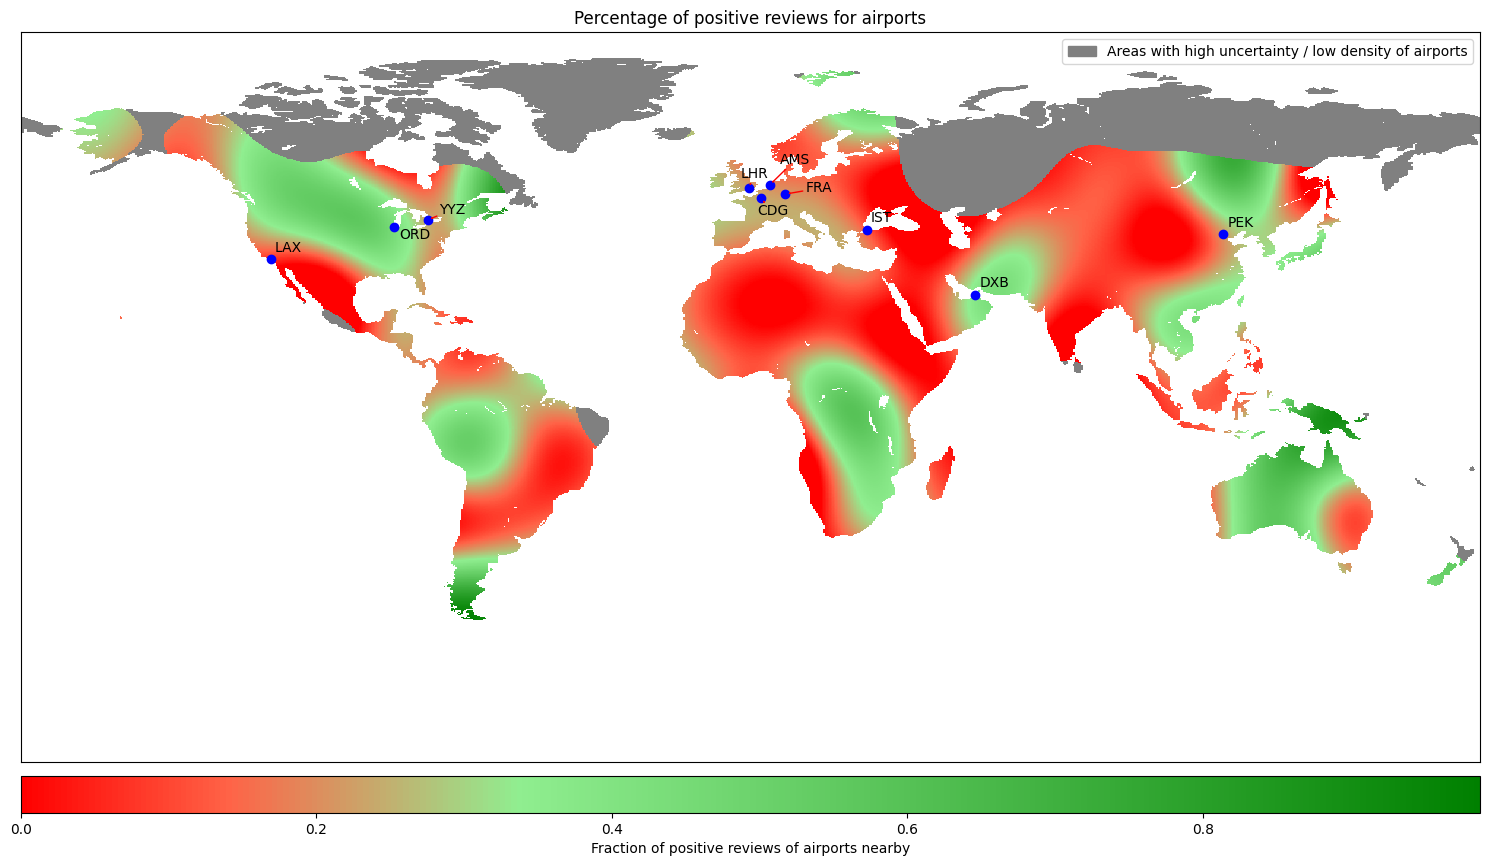 Percentage of positive reviews for airports
Areas with high uncertainty / low density of airports
AMS
LHR
FRA
CDG
YYZ
IST
PEK
ORD
LAX
DXB
0.0
0.2
0.4
0.6
0.8
Fraction of positive reviews of airports nearby